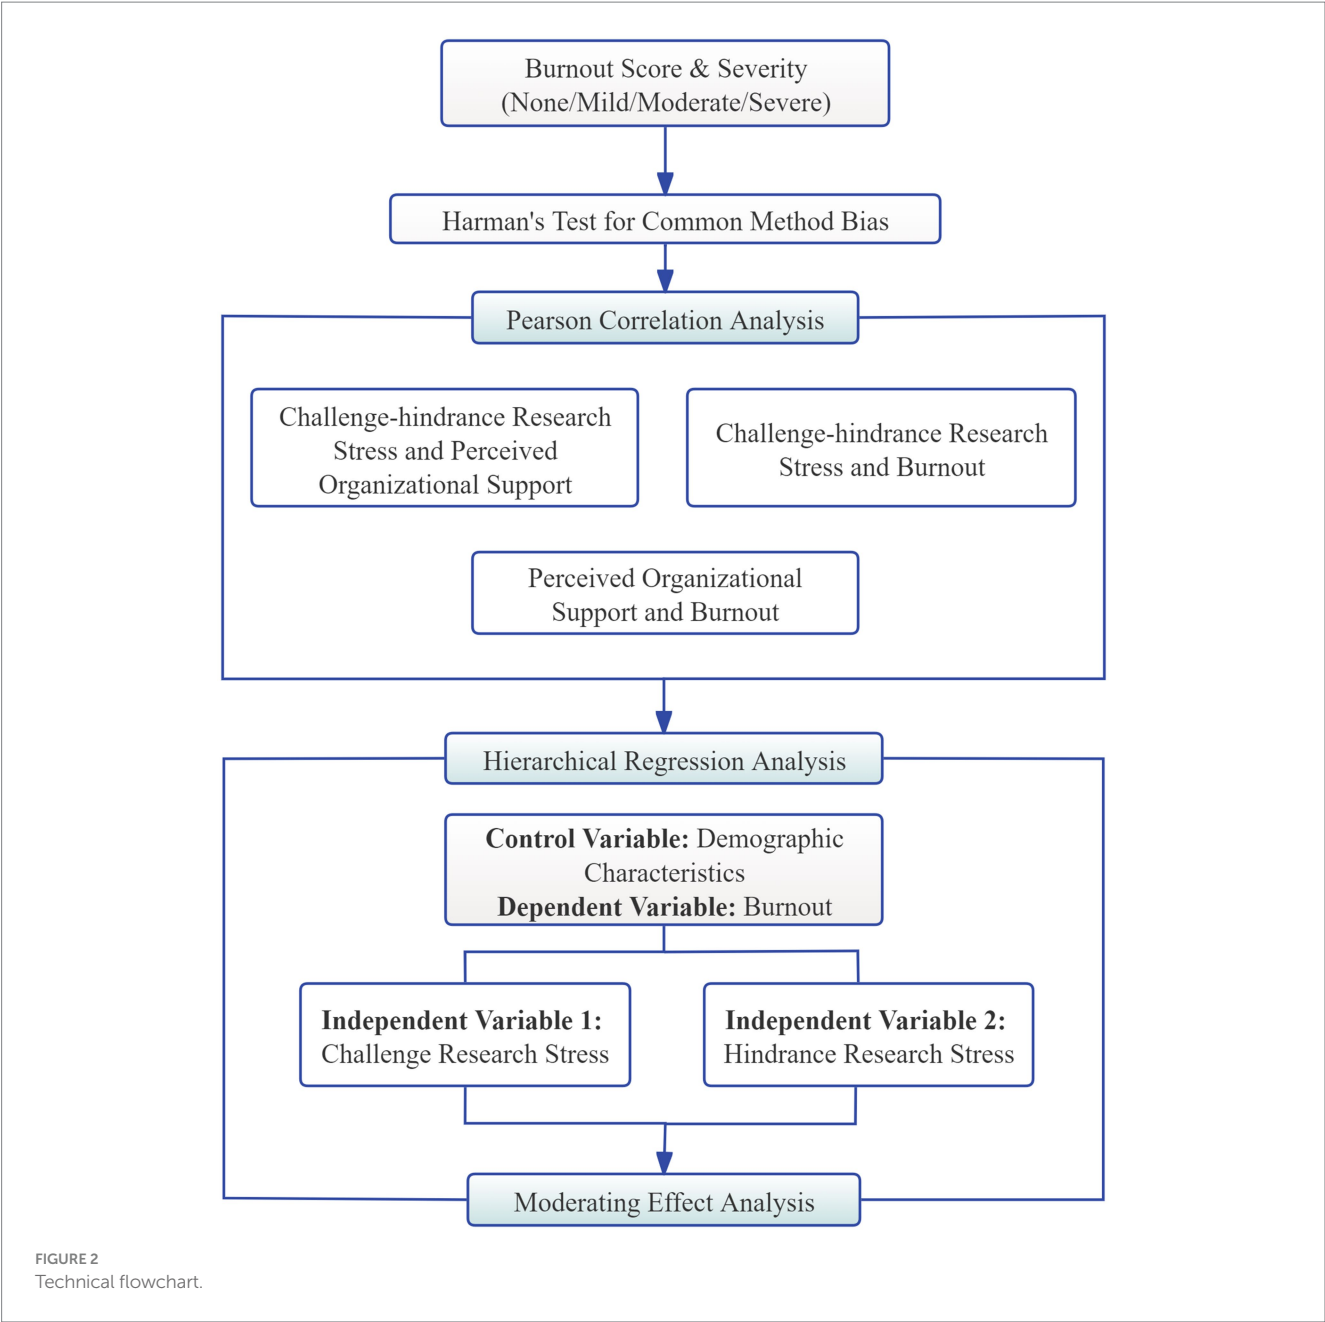 Burnout Score & Severity
(None/Mild/Moderate/Severe)
Harman's Test for Common Method Bias
Pearson Correlation Analysis
Challenge-hindrance Research
Stress and Perceived
Organizational Support
Challenge-hindrance Research
Stress and Burnout
Perceived Organizational
Support and Burnout
Hierarchical Regression Analysis
Control Variable: Demographic
Characteristics
Dependent Variable: Burnout
Independent Variable 1:
Challenge Research Stress
Independent Variable 2:
Hindrance Research Stress
Moderating Effect Analysis
FIGURE 2
Technical flowchart.